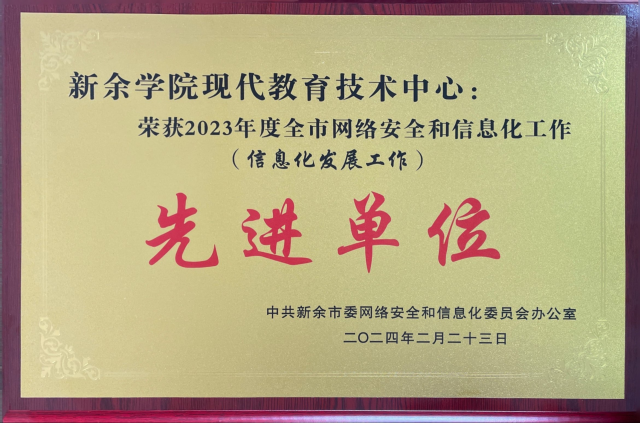 新余学院现代教育技术中心：
荣获2023年度全市网络安全和信息化工作
（信息化发展工作）
先进单位
中共新余市委网络安全和信息化委员会办公室
二〇二四年二月二十三日